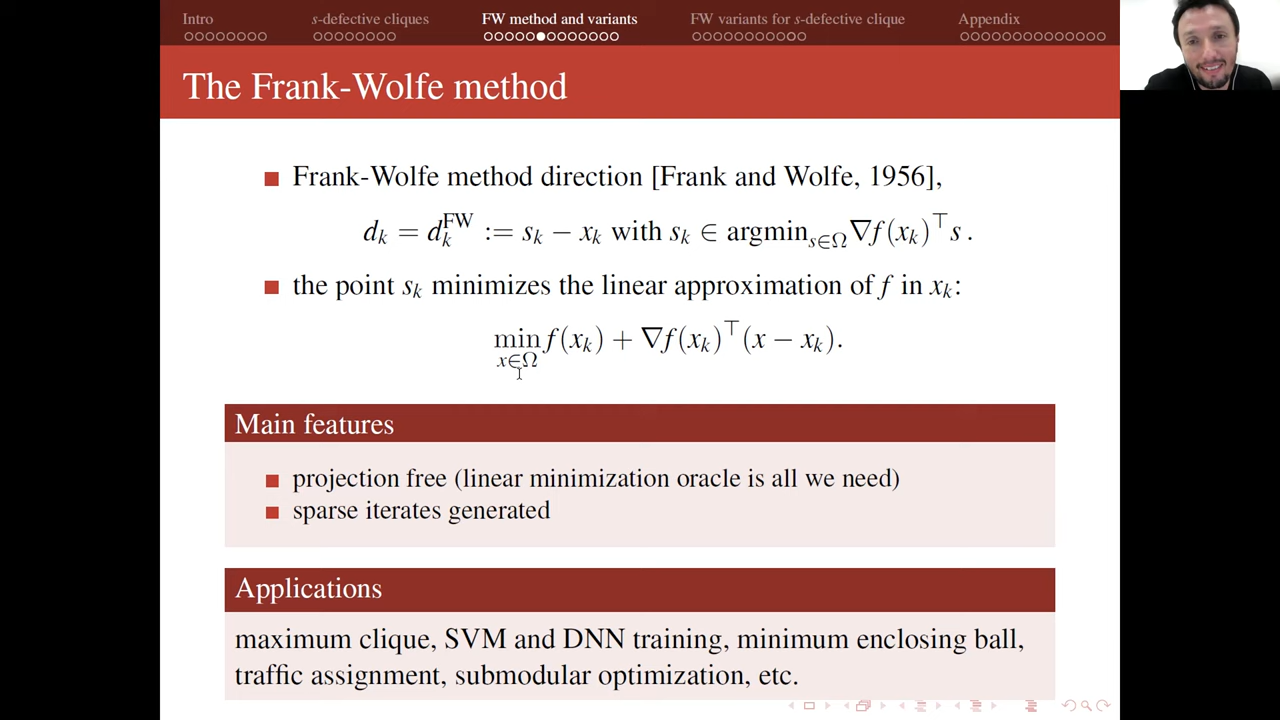 Intro s-defective cliques FW method and variants FW variants for s-defective clique Appendix
The Frank-Wolfe method
Frank-Wolfe method direction [Frank and Wolfe, 1956],
d_k = d_k^FW := s_k − x_k with s_k ∈ argmin_{s∈Ω} ∇f(x_k)^⊤ s .
the point s_k minimizes the linear approximation of f in x_k:
min_{x∈Ω} f(x_k) + ∇f(x_k)^⊤ (x − x_k).
Main features
projection free (linear minimization oracle is all we need)
sparse iterates generated
Applications
maximum clique, SVM and DNN training, minimum enclosing ball,
traffic assignment, submodular optimization, etc.